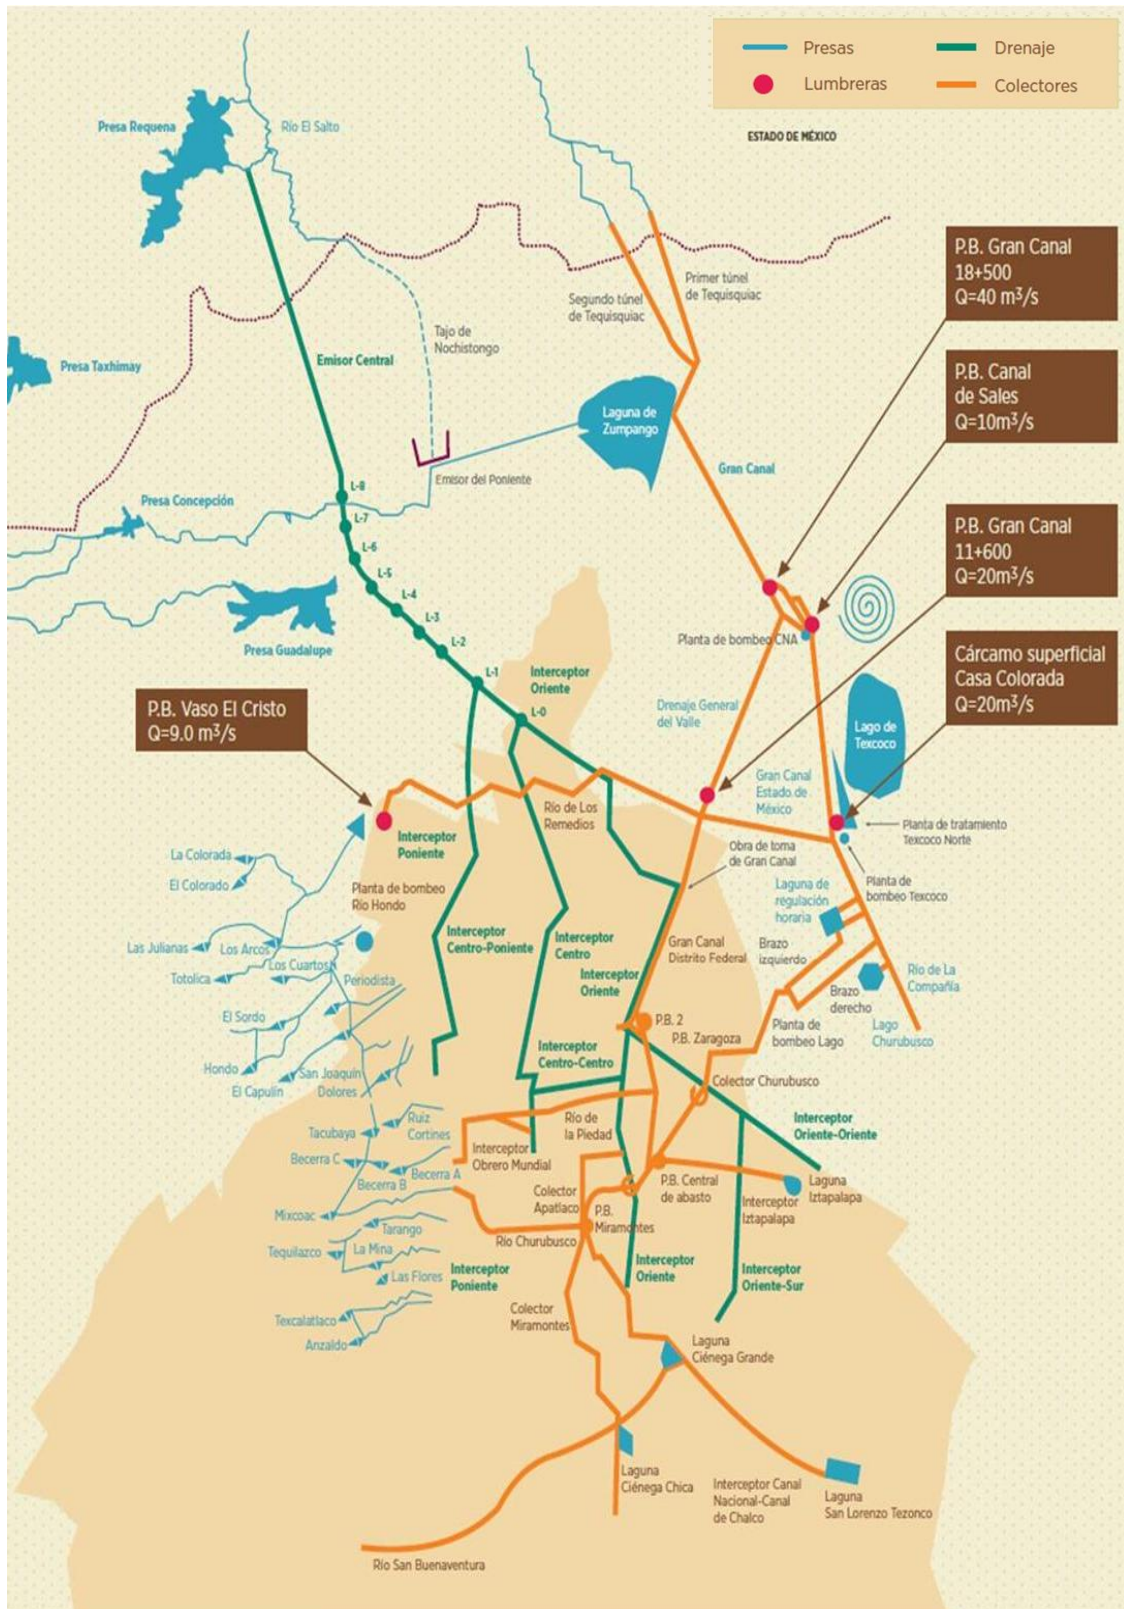 Presas
Drenaje
Lumbreras
Colectores
ESTADO DE MÉXICO
Presa Requena
Río El Salto
P.B. Gran Canal
18+500
Q=40 m³/s
Primer túnel
de Tequisquiac
Segundo túnel
de Tequisquiac
Tajo de
Nochistongo
Emisor Central
Presa Taxhimay
P.B. Canal
de Sales
Q=10m³/s
Laguna de
Zumpango
Gran Canal
Emisor del Poniente
L-8
Presa Concepción
L-7
L-6
L-5
L-4
L-3
L-2
L-1
L-0
P.B. Gran Canal
11+600
Q=20m³/s
Planta de bombeo CNA
Presa Guadalupe
Interceptor
Oriente
Cárcamo superficial
Casa Colorada
Q=20m³/s
P.B. Vaso El Cristo
Q=9.0 m³/s
Drenaje General
del Valle
Lago de
Texcoco
Gran Canal
Estado de
México
Río de Los
Remedios
Interceptor
Poniente
Planta de tratamiento
Texcoco Norte
Obra de toma
de Gran Canal
La Colorada
El Colorado
Planta de bombeo
Río Hondo
Planta de
bombeo Texcoco
Laguna de
regulación
horaria
Las Julianas
Los Arcos
Interceptor
Centro-Poniente
Interceptor
Centro
Gran Canal
Distrito Federal
Brazo
izquierdo
Totolica
Los Cuartos
Periodista
Interceptor
Oriente
Río de La
Compañía
Brazo
derecho
El Sordo
P.B. 2
P.B. Zaragoza
Planta de
bombeo Lago
Lago
Churubusco
Hondo
San Joaquín
El Capulín
Dolores
Interceptor
Centro-Centro
Colector Churubusco
Ruiz
Cortines
Tacubaya
Río de
la Piedad
Interceptor
Oriente-Oriente
Becerra C
Becerra A
Becerra B
Interceptor
Obrero Mundial
P.B. Central
de abasto
Laguna
Iztapalapa
Interceptor
Iztapalapa
Colector
Apatlaco
P.B.
Miramontes
Mixcoac
Tarango
Río Churubusco
Tequilazco
La Mina
Las Flores
Interceptor
Poniente
Interceptor
Oriente
Interceptor
Oriente-Sur
Texcalatlaco
Anzaldo
Colector
Miramontes
Laguna
Ciénega Grande
Laguna
Ciénega Chica
Interceptor Canal
Nacional-Canal
de Chalco
Laguna
San Lorenzo Tezonco
Río San Buenaventura